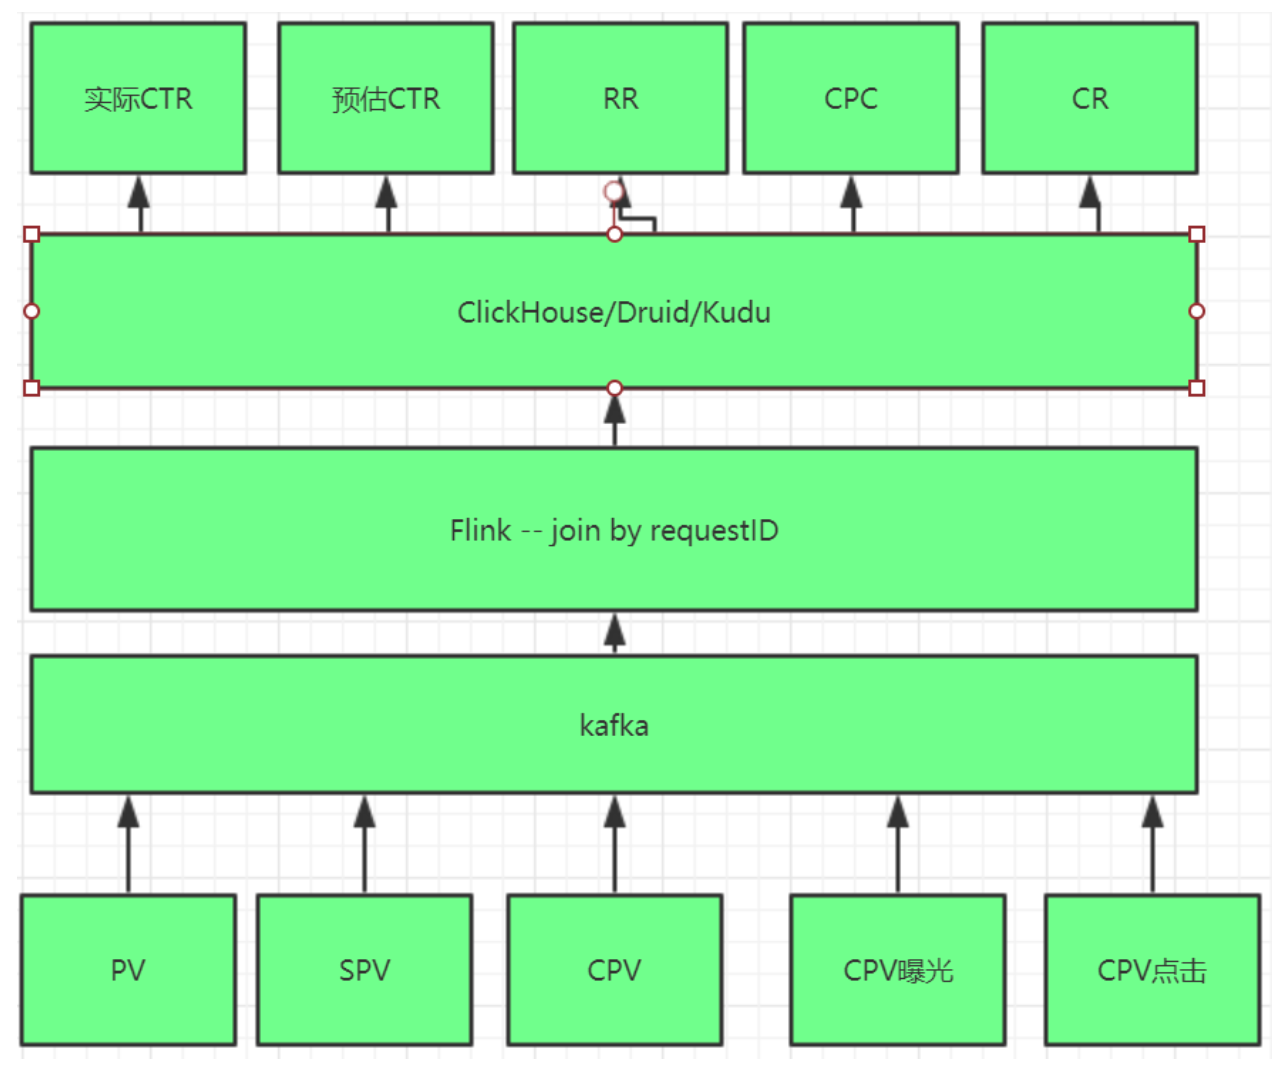 实际CTR
预估CTR
RR
CPC
CR
ClickHouse/Druid/Kudu
Flink -- join by requestID
kafka
PV
SPV
CPV
CPV曝光
CPV点击